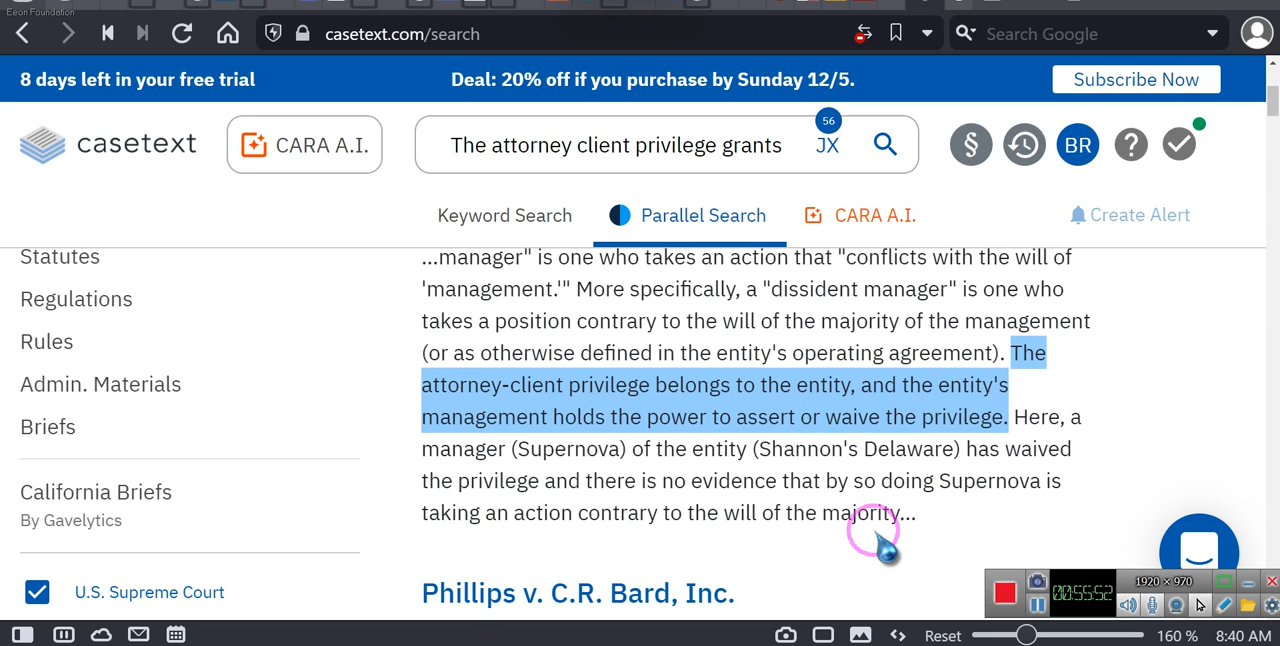 Eeon Foundation
casetext.com/search
Search Google
8 days left in your free trial
Deal: 20% off if you purchase by Sunday 12/5.
Subscribe Now
casetext
CARA A.I.
The attorney client privilege grants
56
JX
§
BR
?
Keyword Search
Parallel Search
CARA A.I.
Create Alert
Statutes
Regulations
Rules
Admin. Materials
Briefs
California Briefs
By Gavelytics
U.S. Supreme Court
...manager" is one who takes an action that "conflicts with the will of
'management.'" More specifically, a "dissident manager" is one who
takes a position contrary to the will of the majority of the management
(or as otherwise defined in the entity's operating agreement). The
attorney-client privilege belongs to the entity, and the entity's
management holds the power to assert or waive the privilege. Here, a
manager (Supernova) of the entity (Shannon's Delaware) has waived
the privilege and there is no evidence that by so doing Supernova is
taking an action contrary to the will of the majority...
Phillips v. C.R. Bard, Inc.
1920 × 970
00:55:52
Reset
160 %
8:40 AM